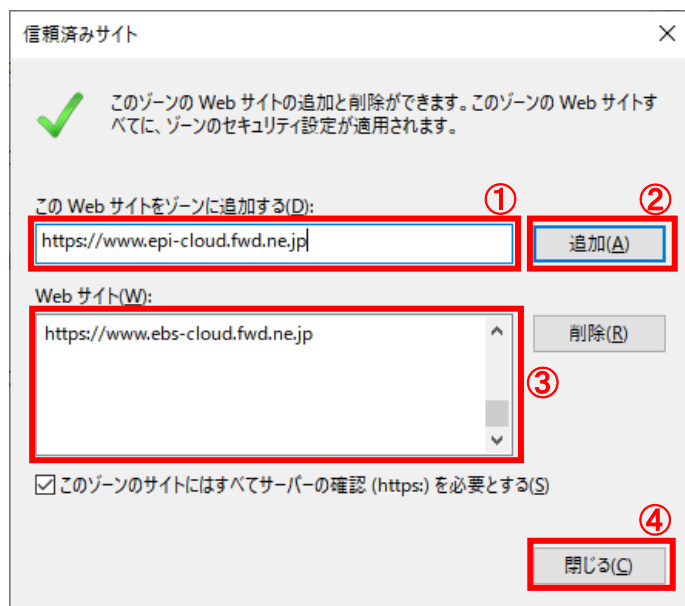 信頼済みサイト
このゾーンの Web サイトの追加と削除ができます。このゾーンの Web サイトす
べてに、ゾーンのセキュリティ設定が適用されます。
この Web サイトをゾーンに追加する(D):
①
②
https://www.epi-cloud.fwd.ne.jp
追加(A)
Web サイト(W):
https://www.ebs-cloud.fwd.ne.jp
削除(R)
③
このゾーンのサイトにはすべてサーバーの確認 (https:) を必要とする(S)
④
閉じる(C)